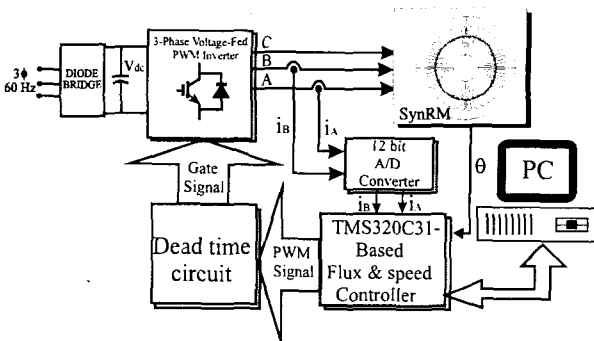 3ϕ
60 Hz
DIODE
BRIDGE
Vdc
3-Phase Voltage-Fed
PWM Inverter
C
B
A
SynRM
iB
iA
12 bit
A/D
Converter
θ
PC
Gate
Signal
iB
iA
Dead time
circuit
PWM
Signal
TMS320C31-
Based
Flux & speed
Controller